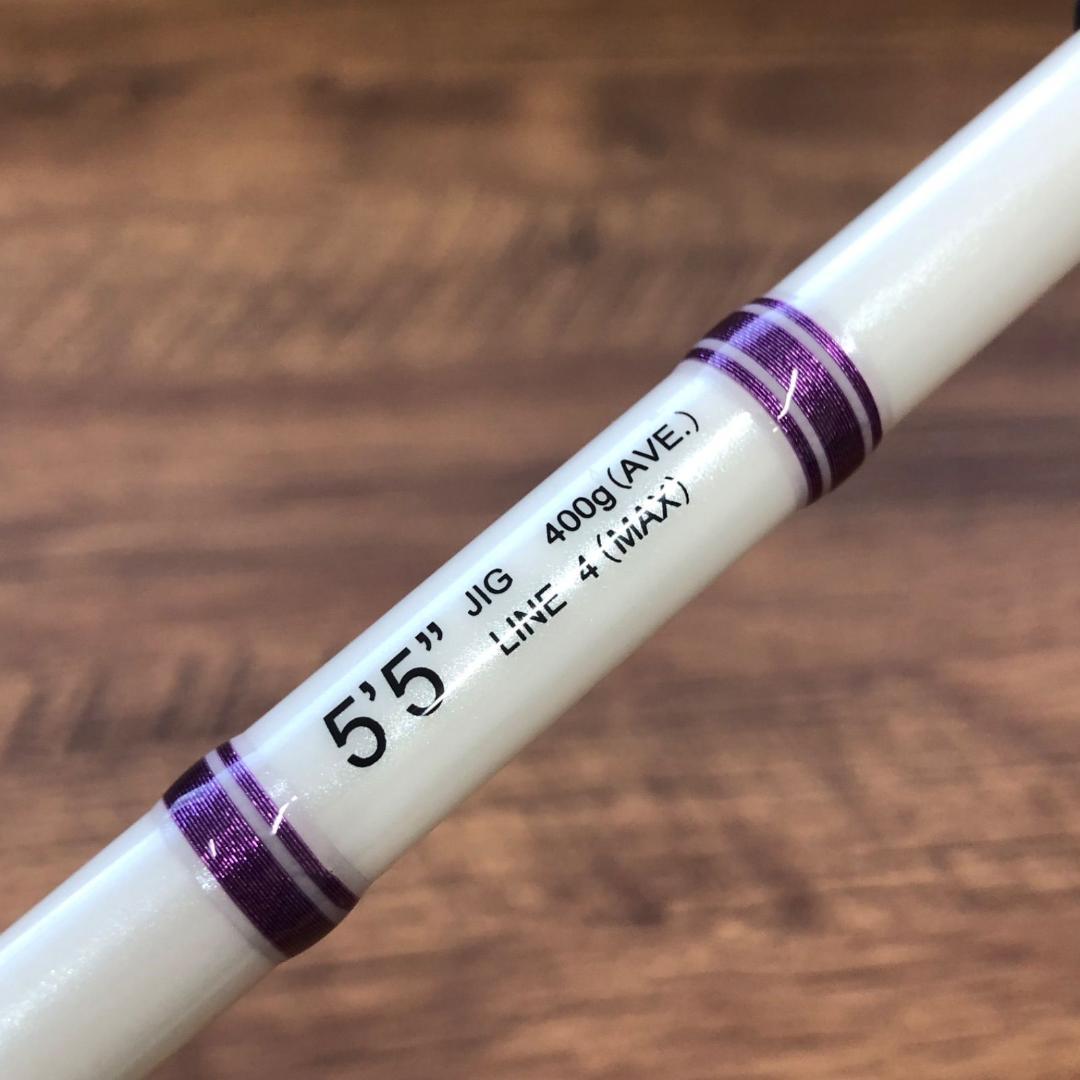 5’5”
JIG 400g (AVE.)
LINE 4 (MAX)